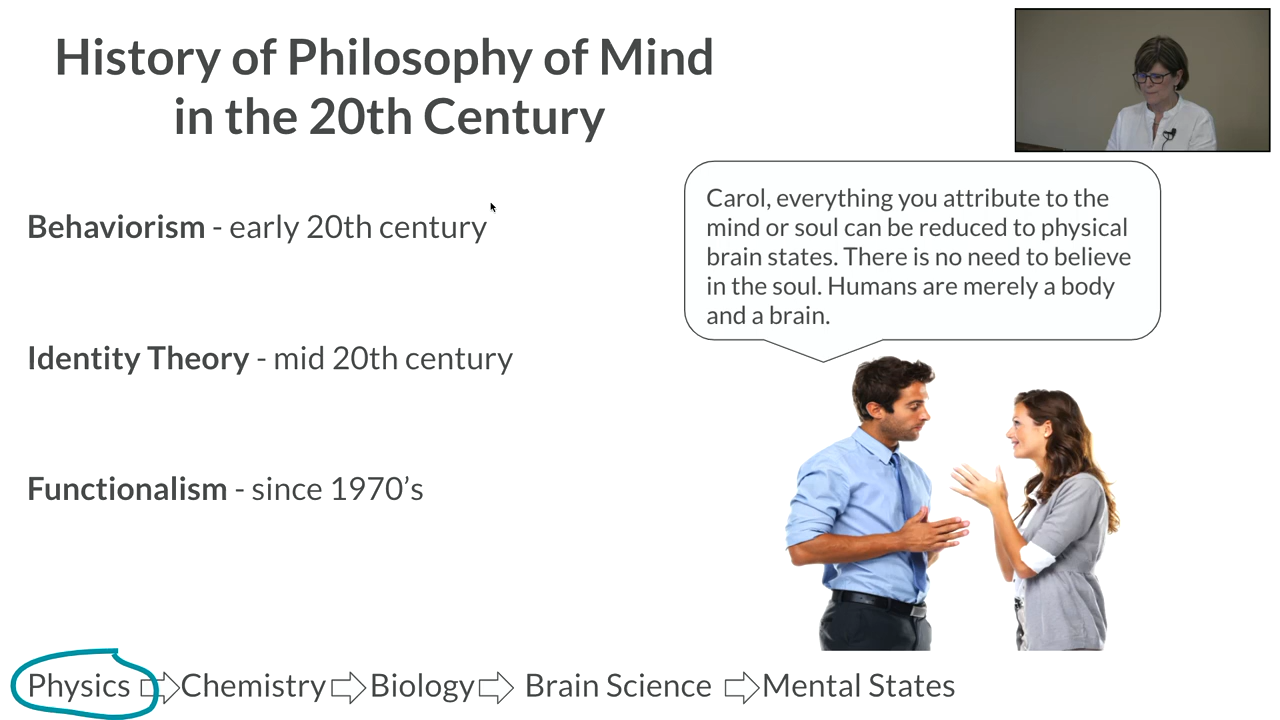 History of Philosophy of Mind
in the 20th Century
Behaviorism - early 20th century
Identity Theory - mid 20th century
Functionalism - since 1970’s
Carol, everything you attribute to the
mind or soul can be reduced to physical
brain states. There is no need to believe
in the soul. Humans are merely a body
and a brain.
Physics Chemistry Biology Brain Science Mental States